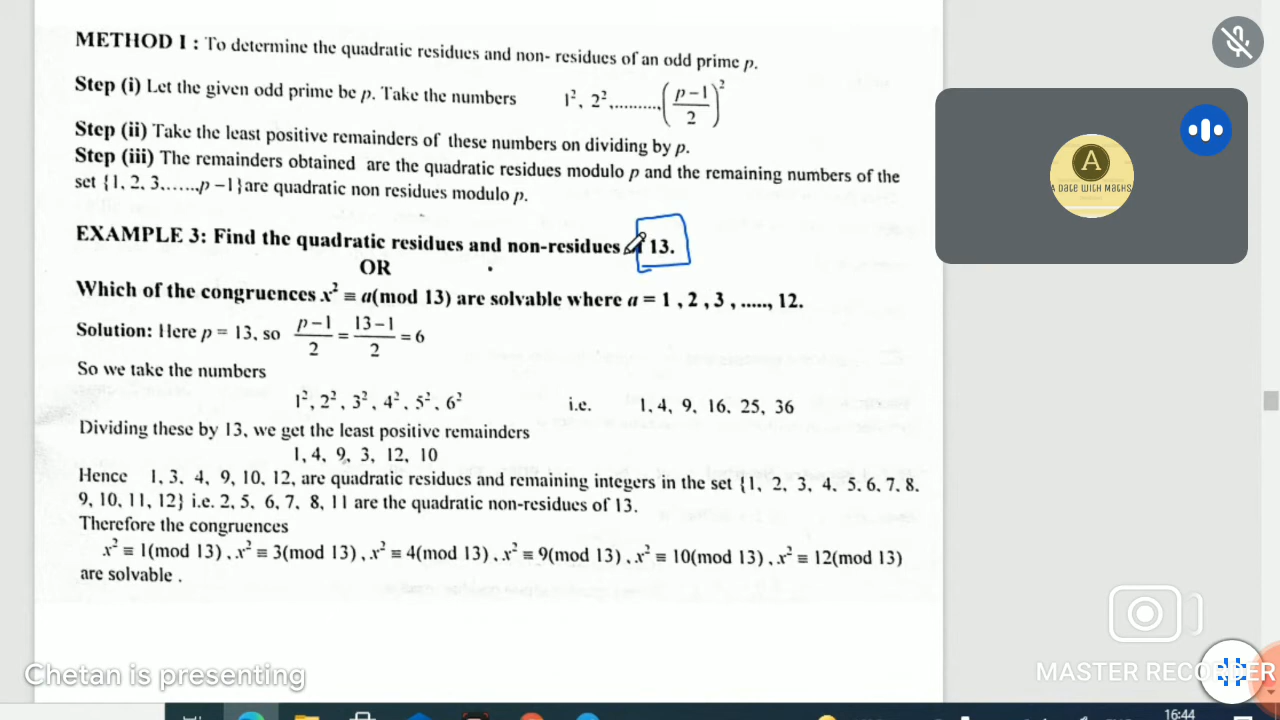 METHOD I : To determine the quadratic residues and non- residues of an odd prime p.
Step (i) Let the given odd prime be p. Take the numbers 1², 2²,..........,(p−1/2)²
Step (ii) Take the least positive remainders of these numbers on dividing by p.
Step (iii) The remainders obtained are the quadratic residues modulo p and the remaining numbers of the
set {1, 2, 3,......,p −1}are quadratic non residues modulo p.
EXAMPLE 3: Find the quadratic residues and non-residues 13.
OR
Which of the congruences x² ≡ a(mod 13) are solvable where a = 1 , 2 , 3 , ....., 12.
Solution: Here p = 13, so p−1/2 = 13−1/2 = 6
So we take the numbers
1², 2², 3², 4², 5², 6² i.e. 1, 4, 9, 16, 25, 36
Dividing these by 13, we get the least positive remainders
1, 4, 9, 3, 12, 10
Hence 1, 3, 4, 9, 10, 12, are quadratic residues and remaining integers in the set {1, 2, 3, 4, 5, 6, 7, 8,
9, 10, 11, 12} i.e. 2, 5, 6, 7, 8, 11 are the quadratic non-residues of 13.
Therefore the congruences
x² ≡ 1(mod 13) , x² ≡ 3(mod 13) , x² ≡ 4(mod 13) , x² ≡ 9(mod 13) , x² ≡ 10(mod 13) , x² ≡ 12(mod 13)
are solvable .
A
A Date with Maths
Chetan is presenting
MASTER RECORDER
16:44